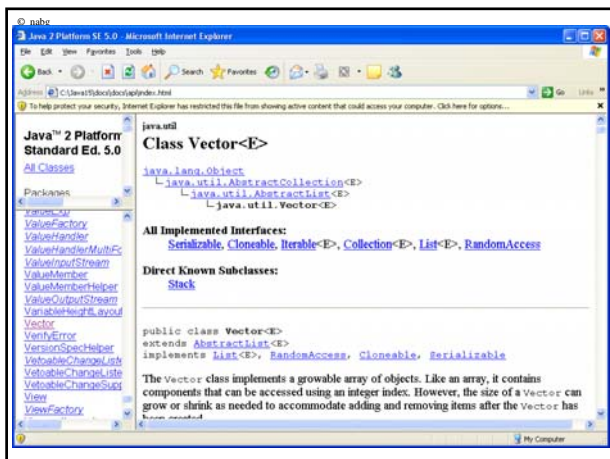 © nabg
Java 2 Platform SE 5.0 - Microsoft Internet Explorer
File Edit View Favorites Tools Help
Back Search Favorites
Address C:\Java15\docs\docs\api\index.html Go Links »
To help protect your security, Internet Explorer has restricted this file from showing active content that could access your computer. Click here for options...
Java™ 2 Platform
Standard Ed. 5.0
All Classes
Packages
ValueExp
ValueFactory
ValueHandler
ValueHandlerMultiFo
ValueInputStream
ValueMember
ValueMemberHelper
ValueOutputStream
VariableHeightLayout
Vector
VerifyError
VersionSpecHelper
VetoableChangeListe
VetoableChangeListe
VetoableChangeSupp
View
ViewFactory
java.util
Class Vector<E>
java.lang.Object
java.util.AbstractCollection<E>
java.util.AbstractList<E>
java.util.Vector<E>
All Implemented Interfaces:
Serializable, Cloneable, Iterable<E>, Collection<E>, List<E>, RandomAccess
Direct Known Subclasses:
Stack
public class Vector<E>
extends AbstractList<E>
implements List<E>, RandomAccess, Cloneable, Serializable
The Vector class implements a growable array of objects. Like an array, it contains
components that can be accessed using an integer index. However, the size of a Vector can
grow or shrink as needed to accommodate adding and removing items after the Vector has
been created.
My Computer